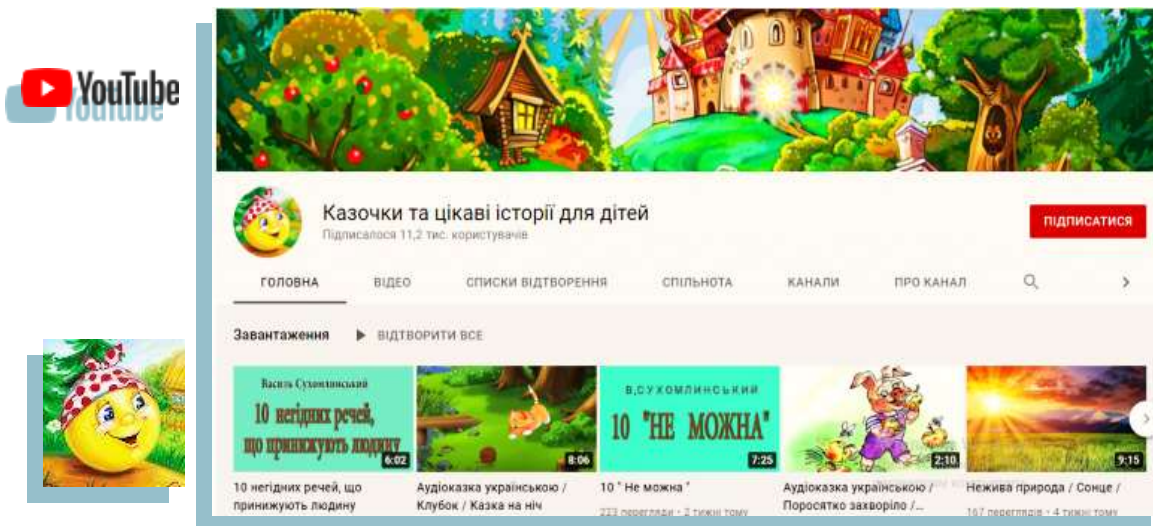 YouTube
YouTube
Казочки та цікаві історії для дітей
Підписалося 11,2 тис. користувачів
ПІДПИСАТИСЯ
ГОЛОВНА ВІДЕО СПИСКИ ВІДТВОРЕННЯ СПІЛЬНОТА КАНАЛИ ПРО КАНАЛ
Завантаження ВІДТВОРИТИ ВСЕ
Василь Сухомлинський
10 негідних речей,
що принижують людину
6:02
8:06
В.СУХОМЛИНСЬКИЙ
10 "НЕ МОЖНА"
7:25
2:10
9:15
10 негідних речей, що
принижують людину
Аудіоказка українською /
Клубок / Казка на ніч
10 " Не можна "
223 перегляди • 2 тижні тому
Аудіоказка українською /
Поросятко захворіло /...
Нежива природа / Сонце /
167 переглядів • 4 тижні тому